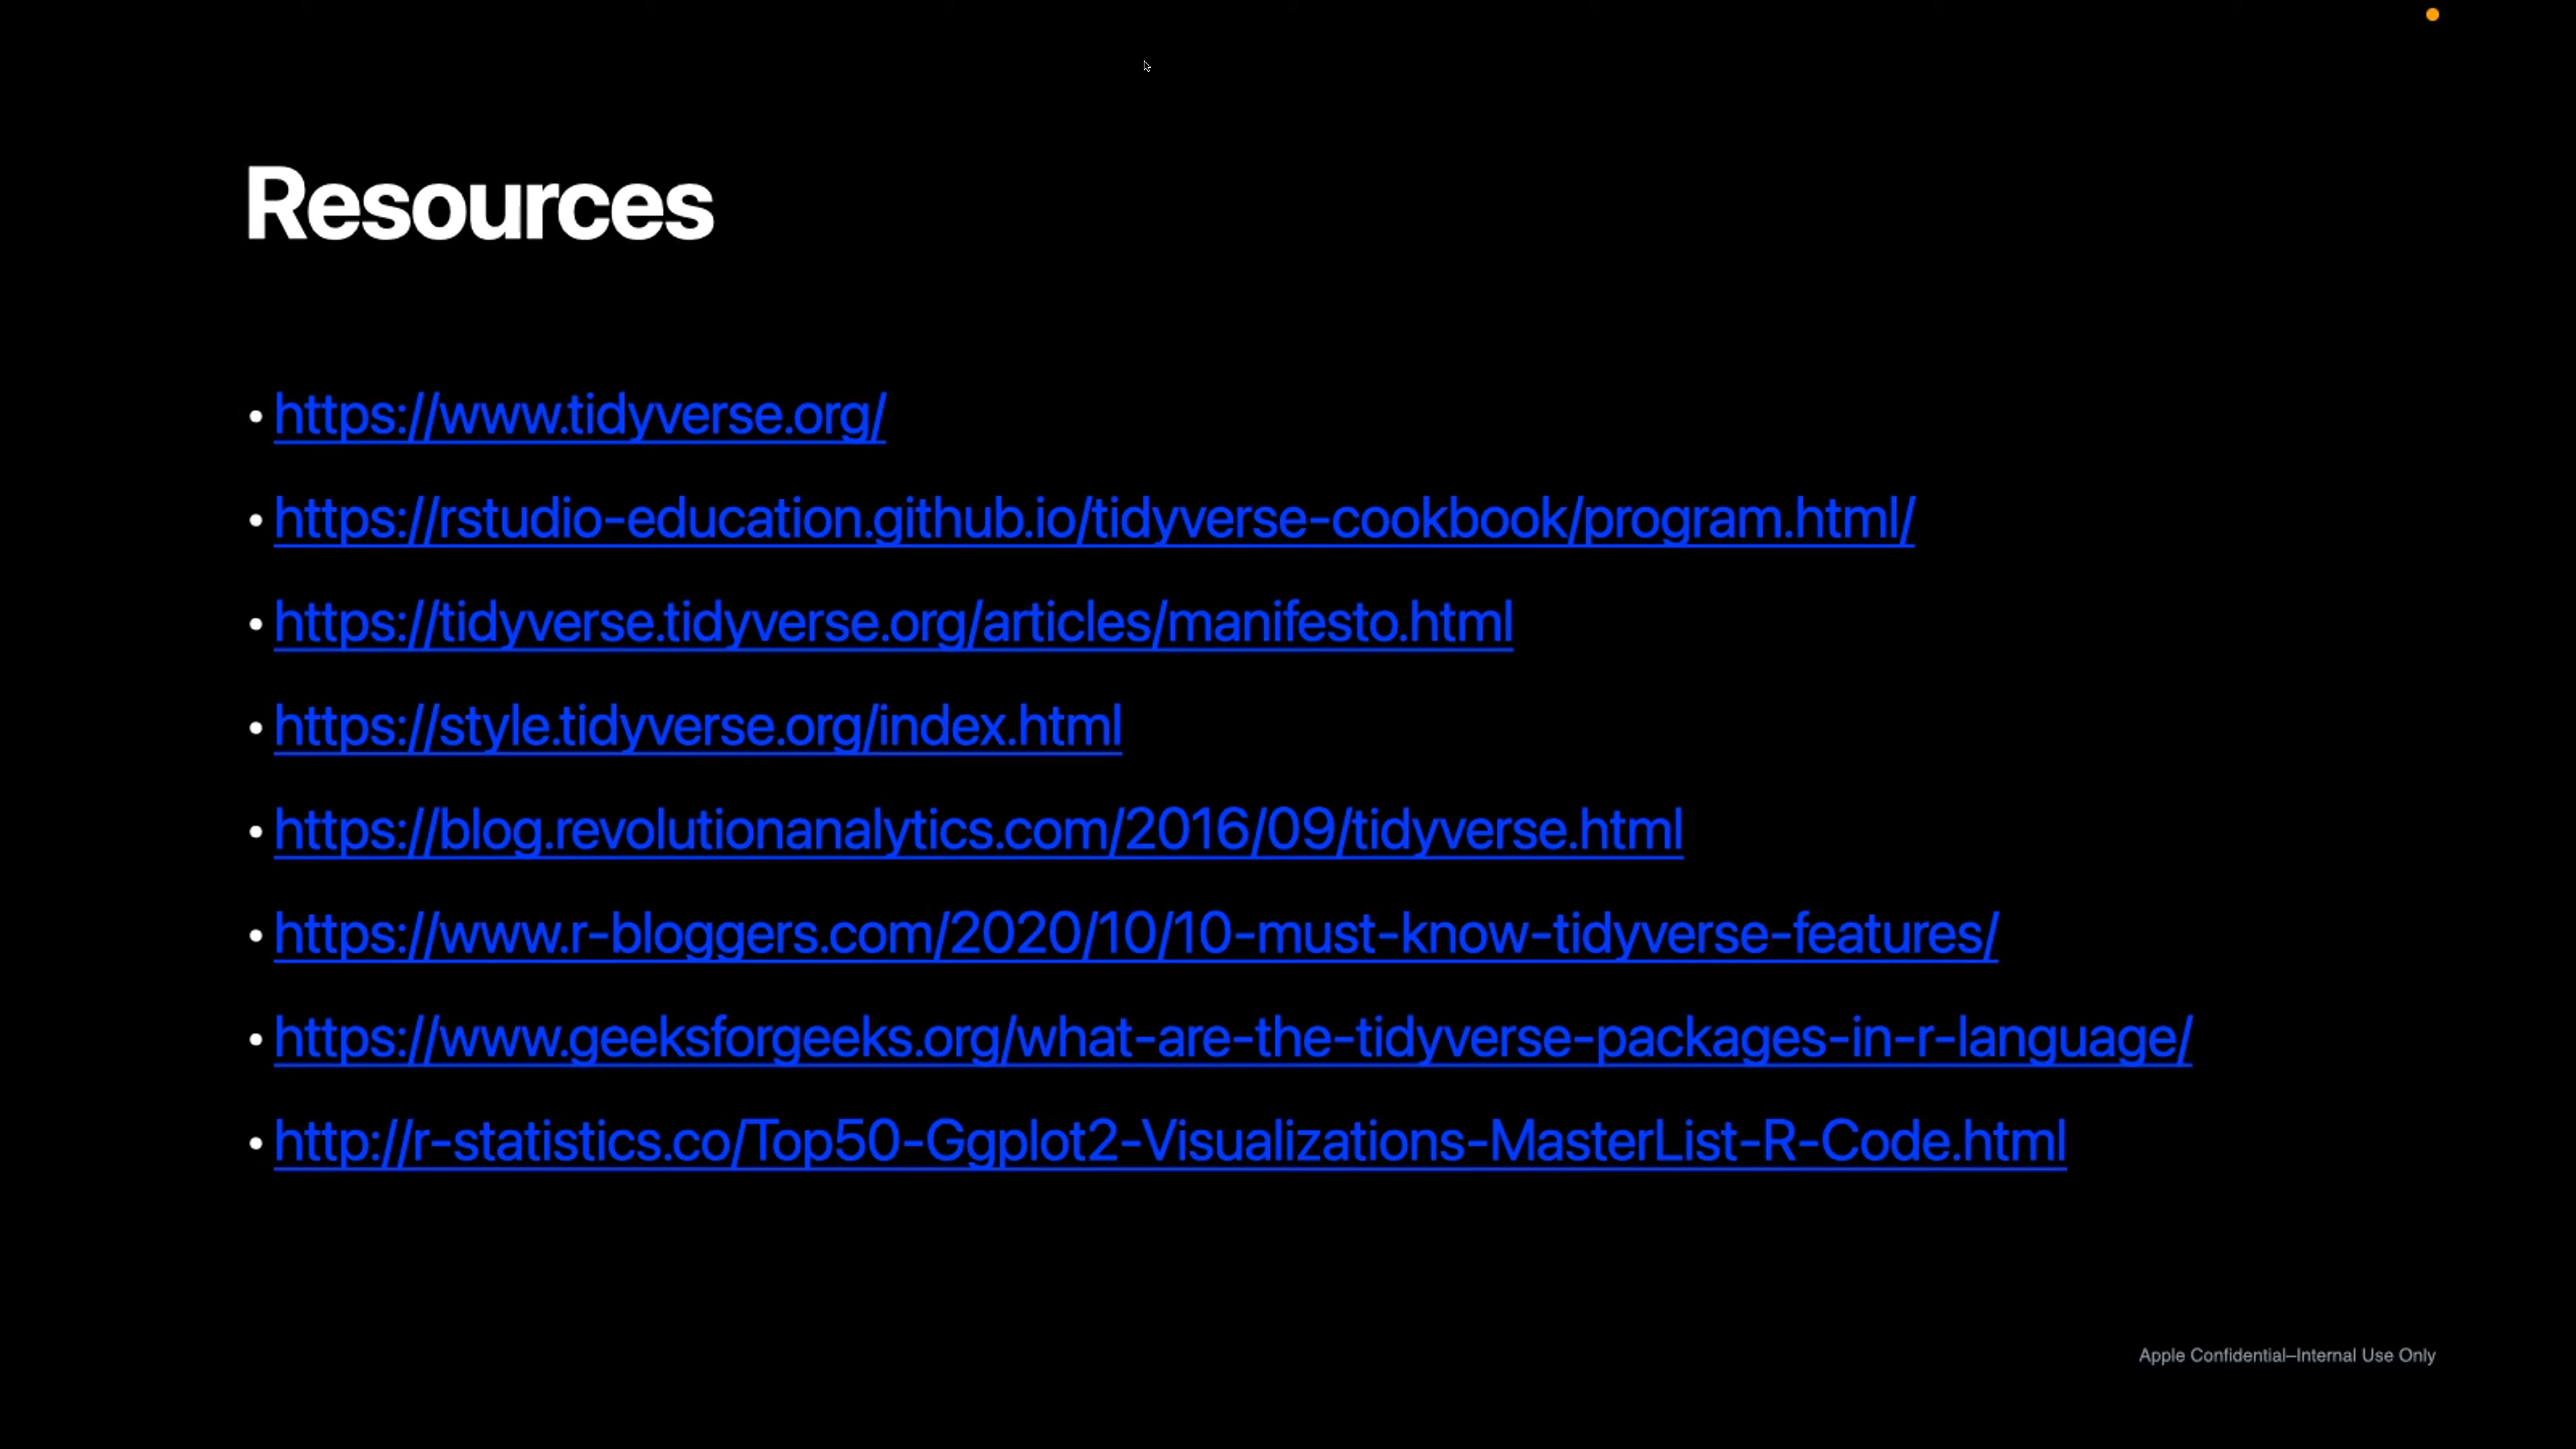 Resources
• https://www.tidyverse.org/
• https://rstudio-education.github.io/tidyverse-cookbook/program.html/
• https://tidyverse.tidyverse.org/articles/manifesto.html
• https://style.tidyverse.org/index.html
• https://blog.revolutionanalytics.com/2016/09/tidyverse.html
• https://www.r-bloggers.com/2020/10/10-must-know-tidyverse-features/
• https://www.geeksforgeeks.org/what-are-the-tidyverse-packages-in-r-language/
• http://r-statistics.co/Top50-Ggplot2-Visualizations-MasterList-R-Code.html
Apple Confidential–Internal Use Only